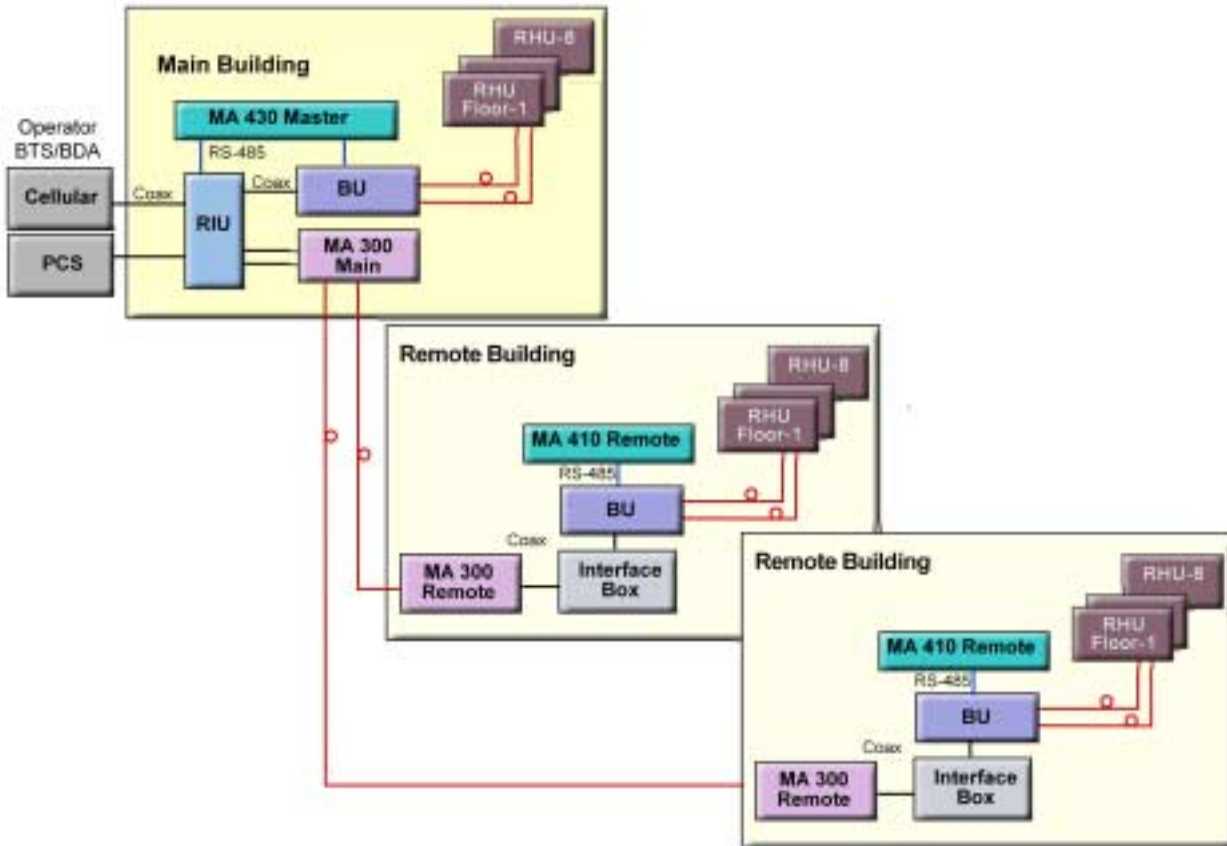 Main Building
RHU-8
RHU
Floor-1
MA 430 Master
Operator
BTS/BDA
RS-485
Cellular
Coax
RIU
Coax
BU
PCS
MA 300
Main
Remote Building
RHU-8
RHU
Floor-1
MA 410 Remote
RS-485
BU
Coax
MA 300
Remote
Interface
Box
Remote Building
RHU-8
RHU
Floor-1
MA 410 Remote
RS-485
BU
Coax
MA 300
Remote
Interface
Box